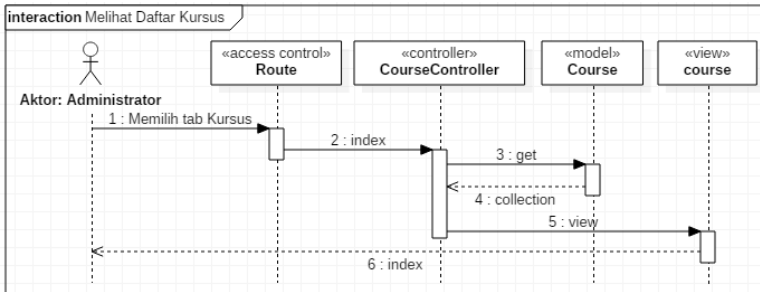 interaction Melihat Daftar Kursus
«access control»
Route
«controller»
CourseController
«model»
Course
«view»
course
Aktor: Administrator
1 : Memilih tab Kursus
2 : index
3 : get
4 : collection
5 : view
6 : index